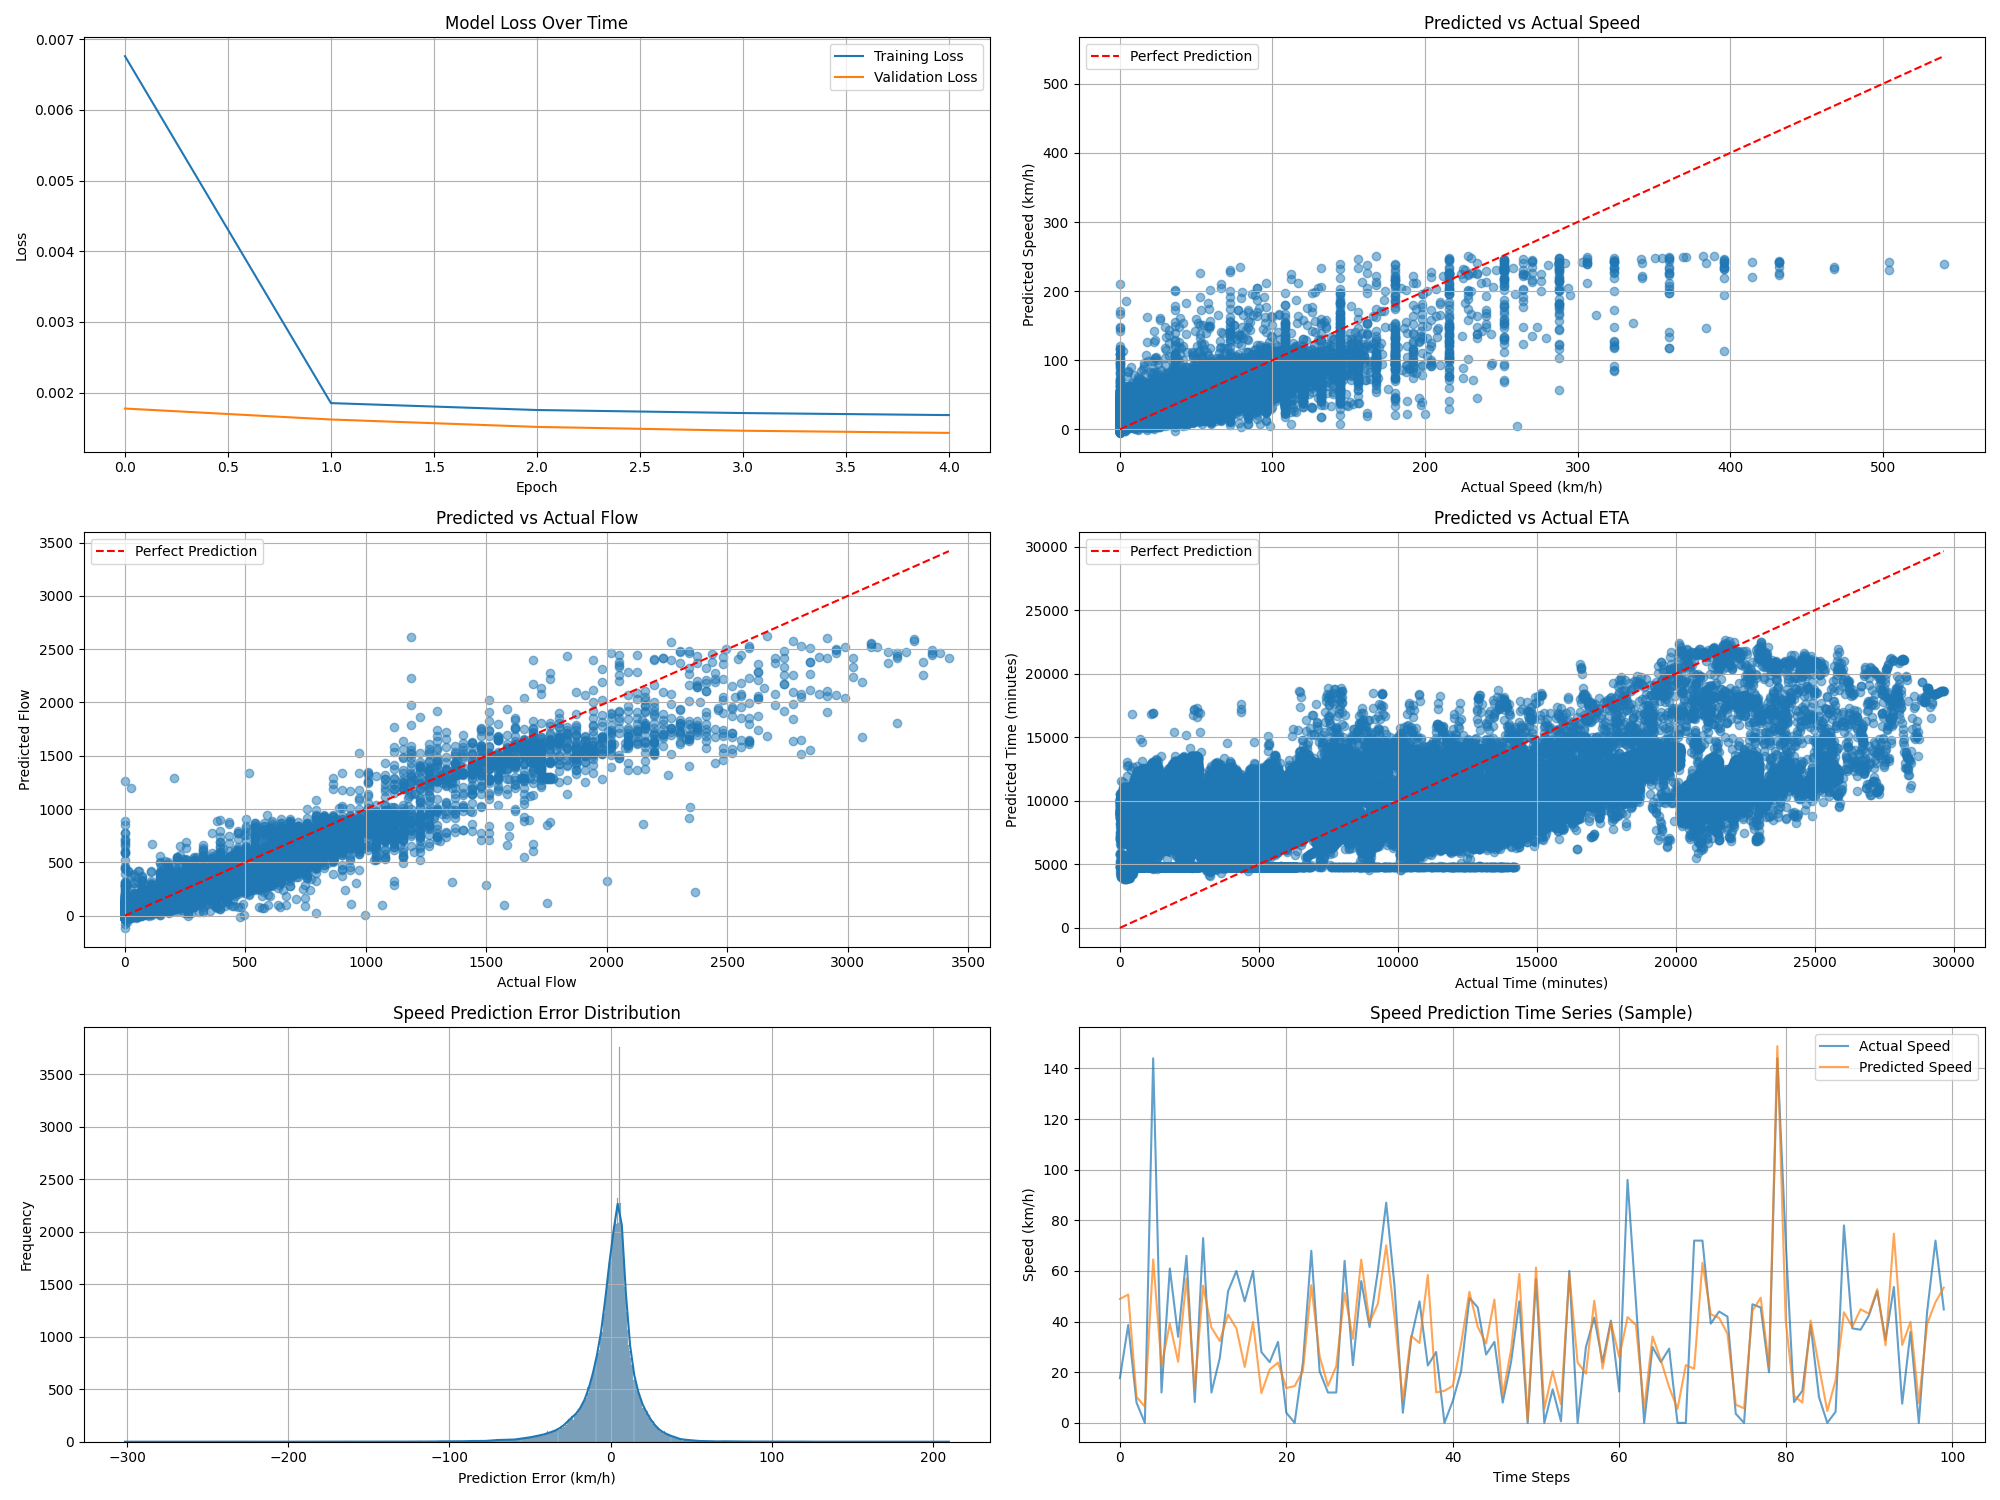 Model Loss Over Time
0.007
0.006
0.005
0.004
0.003
0.002
Loss
Training Loss
Validation Loss
0.0 0.5 1.0 1.5 2.0 2.5 3.0 3.5 4.0
Epoch
Predicted vs Actual Speed
500
400
300
200
100
0
Predicted Speed (km/h)
Perfect Prediction
0 100 200 300 400 500
Actual Speed (km/h)
Predicted vs Actual Flow
3500
3000
2500
2000
1500
1000
500
0
Predicted Flow
Perfect Prediction
0 500 1000 1500 2000 2500 3000 3500
Actual Flow
Predicted vs Actual ETA
30000
25000
20000
15000
10000
5000
0
Predicted Time (minutes)
Perfect Prediction
0 5000 10000 15000 20000 25000 30000
Actual Time (minutes)
Speed Prediction Error Distribution
3500
3000
2500
2000
1500
1000
500
0
Frequency
−300 −200 −100 0 100 200
Prediction Error (km/h)
Speed Prediction Time Series (Sample)
140
120
100
80
60
40
20
0
Speed (km/h)
Actual Speed
Predicted Speed
0 20 40 60 80 100
Time Steps